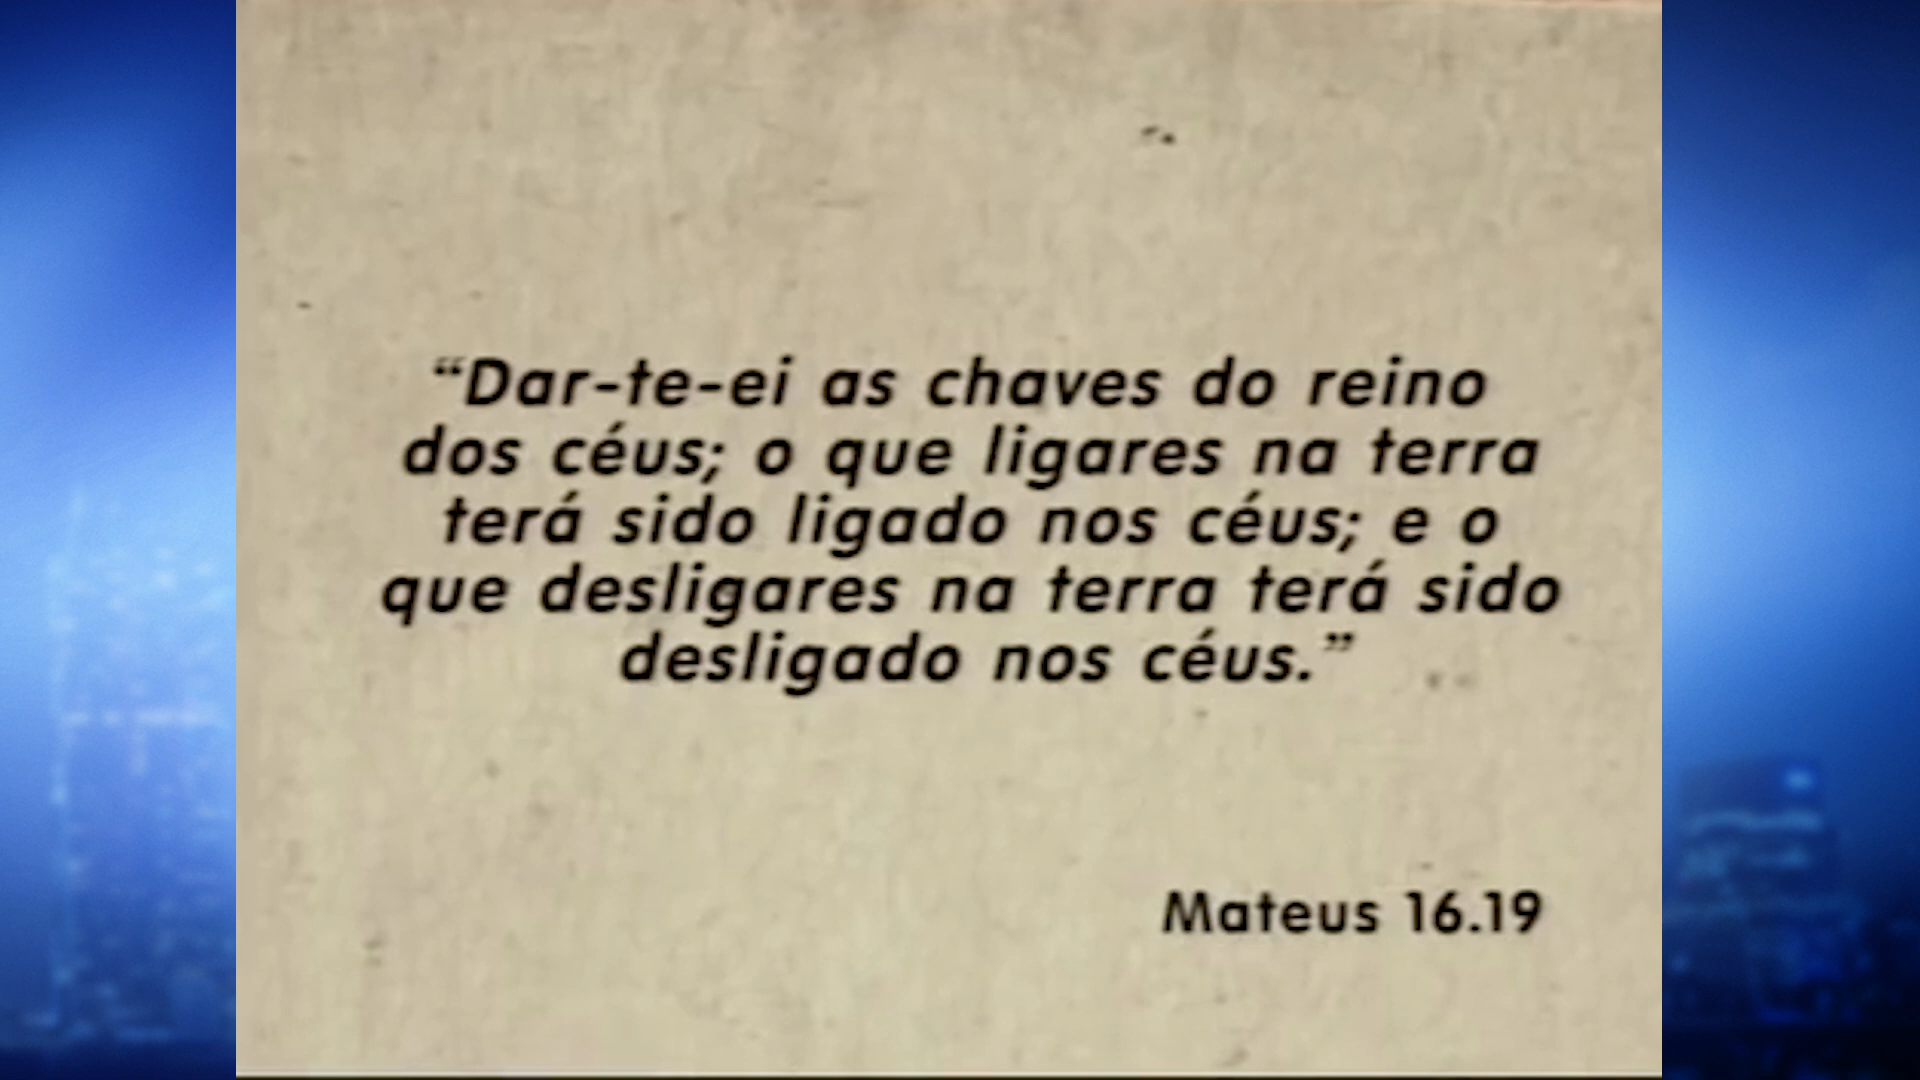 “Dar-te-ei as chaves do reino
dos céus; o que ligares na terra
terá sido ligado nos céus; e o
que desligares na terra terá sido
desligado nos céus.”
Mateus 16.19